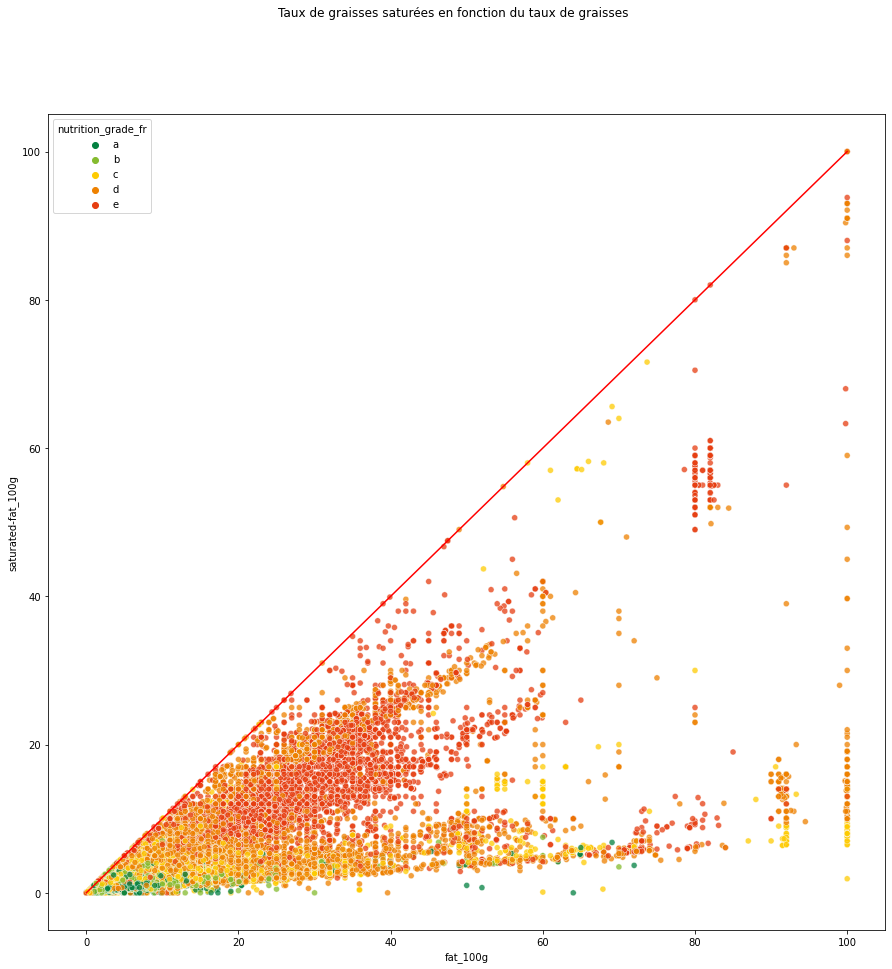 Taux de graisses saturées en fonction du taux de graisses
nutrition_grade_fr
a
b
c
d
e
100
80
60
40
20
0
saturated-fat_100g
0 20 40 60 80 100
fat_100g